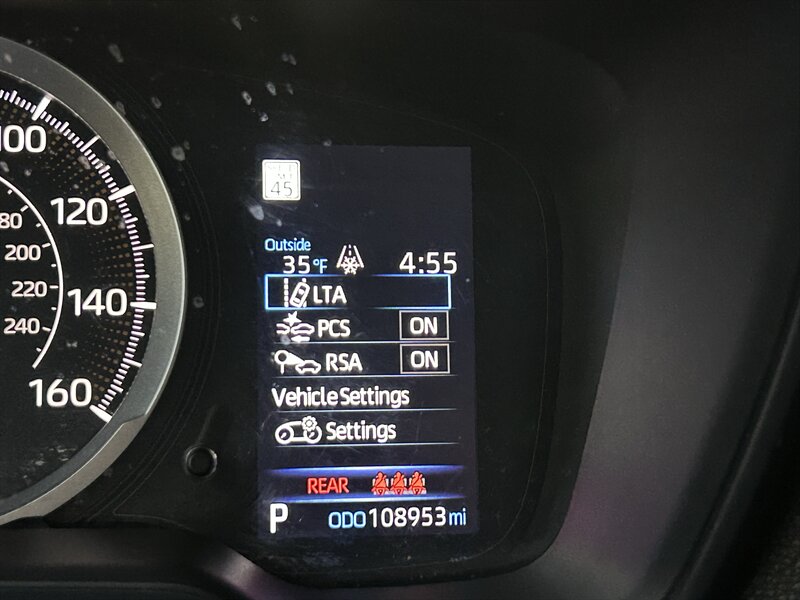 100
120
140
160
80
200
220
240
45
Outside
35°F 4:55
LTA
PCS ON
RSA ON
Vehicle Settings
Settings
REAR
P ODO 108953 mi